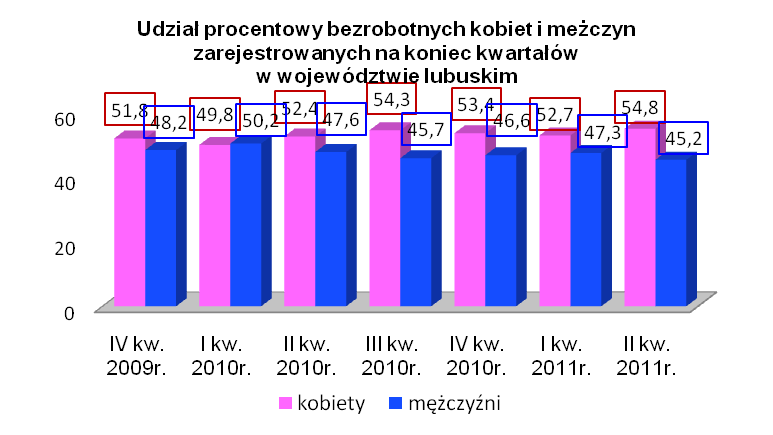 Udział procentowy bezrobotnych kobiet i mężczyn
zarejestrowanych na koniec kwartałów
w województwie lubuskim
51,8 48,2 49,8 50,2 52,4 47,6 54,3 45,7 53,4 46,6 52,7 47,3 54,8 45,2
60
40
20
0
IV kw. I kw. II kw. III kw. IV kw. I kw. II kw.
2009r. 2010r. 2010r. 2010r. 2010r. 2011r. 2011r.
kobiety mężczyźni